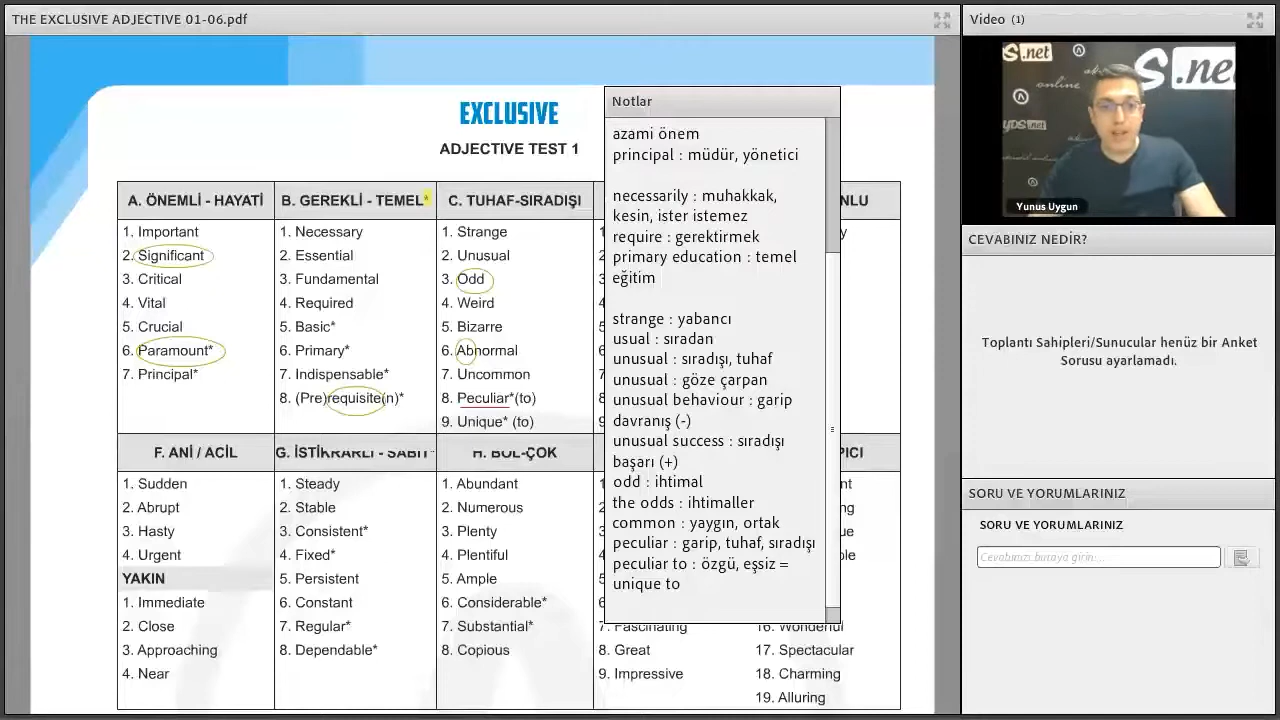 THE EXCLUSIVE ADJECTIVE 01-06.pdf
EXCLUSIVE
ADJECTIVE TEST 1
A. ÖNEMLİ - HAYATİ
1. Important
2. Significant
3. Critical
4. Vital
5. Crucial
6. Paramount*
7. Principal*
B. GEREKLİ - TEMEL*
1. Necessary
2. Essential
3. Fundamental
4. Required
5. Basic*
6. Primary*
7. Indispensable*
8. (Pre)requisite(n)*
C. TUHAF-SIRADIŞI
1. Strange
2. Unusual
3. Odd
4. Weird
5. Bizarre
6. Abnormal
7. Uncommon
8. Peculiar*(to)
9. Unique* (to)
F. ANİ / ACİL
1. Sudden
2. Abrupt
3. Hasty
4. Urgent
YAKIN
1. Immediate
2. Close
3. Approaching
4. Near
G. İSTİKRARLI - SABİT*
1. Steady
2. Stable
3. Consistent*
4. Fixed*
5. Persistent
6. Constant
7. Regular*
8. Dependable*
H. BOL-ÇOK
1. Abundant
2. Numerous
3. Plenty
4. Plentiful
5. Ample
6. Considerable*
7. Substantial*
8. Copious
7. Fascinating
8. Great
9. Impressive
16. Wonderful
17. Spectacular
18. Charming
19. Alluring
Notlar
azami önem
principal : müdür, yönetici
necessarily : muhakkak,
kesin, ister istemez
require : gerektirmek
primary education : temel
eğitim
strange : yabancı
usual : sıradan
unusual : sıradışı, tuhaf
unusual : göze çarpan
unusual behaviour : garip
davranış (-)
unusual success : sıradışı
başarı (+)
odd : ihtimal
the odds : ihtimaller
common : yaygın, ortak
peculiar : garip, tuhaf, sıradışı
peculiar to : özgü, eşsiz =
unique to
Video (1)
S.net
S.ne
online
Yunus Uygun
CEVABINIZ NEDİR?
Toplantı Sahipleri/Sunucular henüz bir Anket
Sorusu ayarlamadı.
SORU VE YORUMLARINIZ
SORU VE YORUMLARINIZ
Cevabınızı buraya girin:...